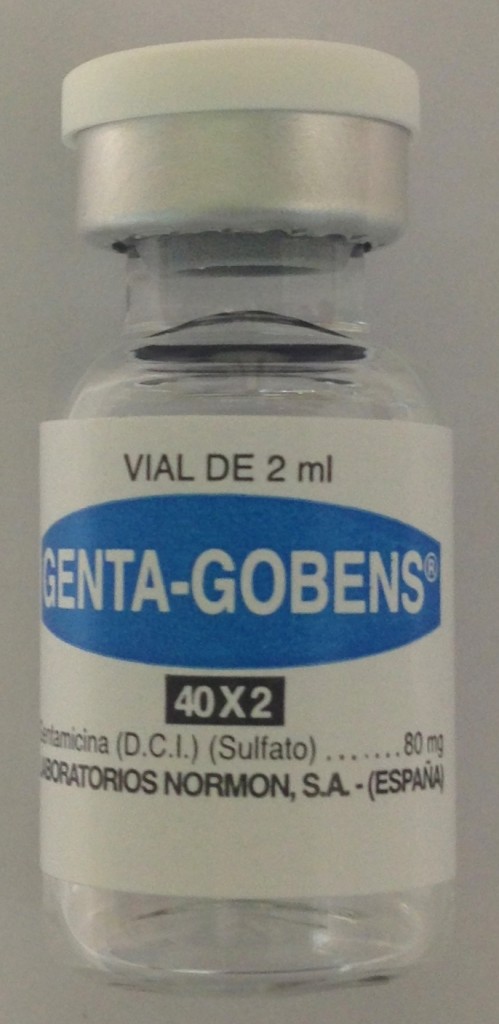 VIAL DE 2 ml
GENTA-GOBENS®
40X2
(D.C.I.) (Sulfato) ....... 80 mg
NORMON, S.A. - (ESPAÑA)